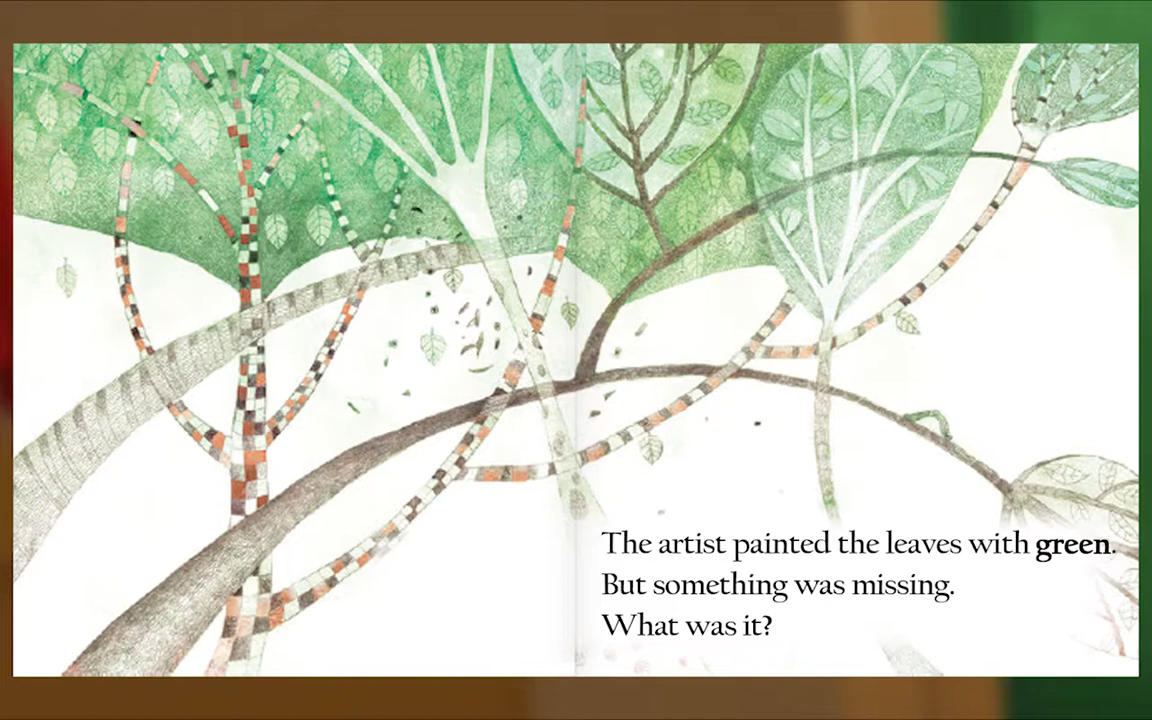 The artist painted the leaves with green.
But something was missing.
What was it?